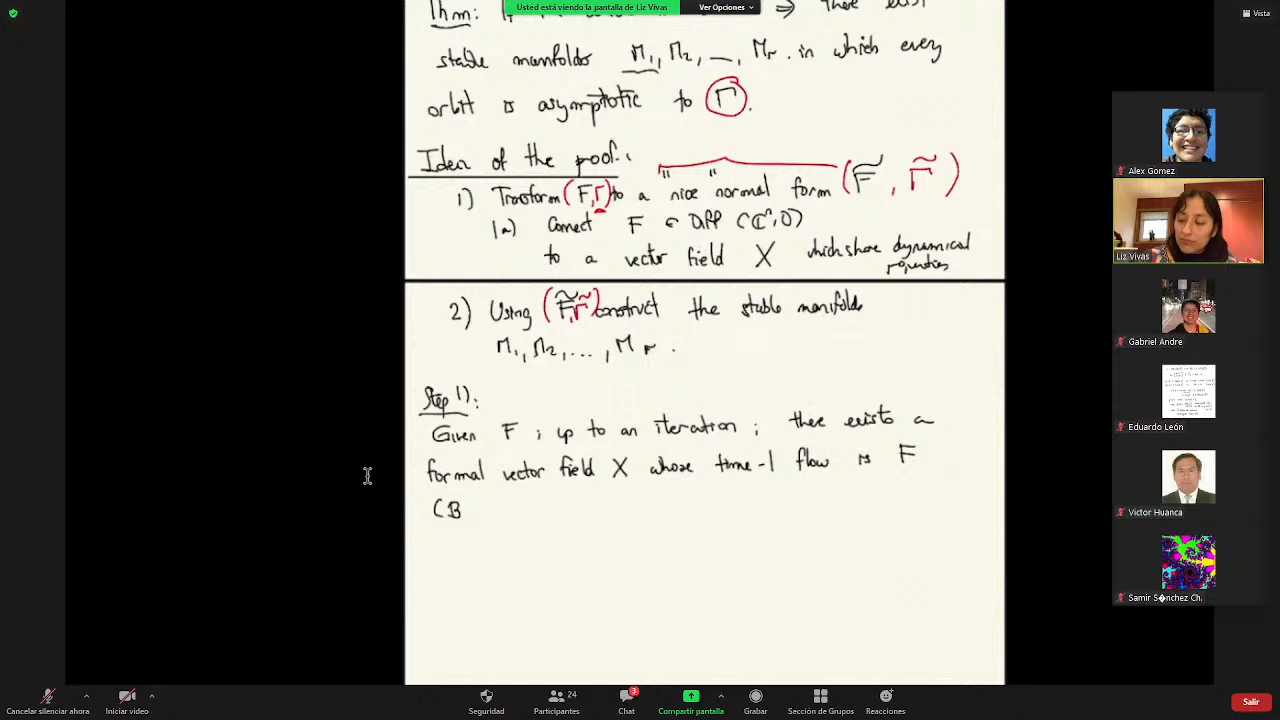 Usted está viendo la pantalla de Liz Vivas
Ver Opciones
Vista
Thm: ⇒ there exist
stable manifolds M1, M2, ..., Mr. in which every
orbit is asymptotic to Γ.
Idea of the proof:
1) Transform (F, Γ) to a "nice" normal form (F̃, Γ̃)
1a) Connect F ∈ Diff (ℂⁿ, 0)
to a vector field X which share dynamical
properties
2) Using (F̃, Γ̃) construct the stable manifolds
M1, M2, ..., Mr.
Step 1):
Given F, up to an iteration, there exists a
formal vector field X whose time-1 flow is F
(B
Alex Gomez
Liz Vivas
Gabriel Andre
Eduardo León
Victor Huanca
Samir S�nchez Ch.
Cancelar silenciar ahora
Iniciar video
Seguridad
24
Participantes
3
Chat
Compartir pantalla
Grabar
Sección de Grupos
Reacciones
Salir